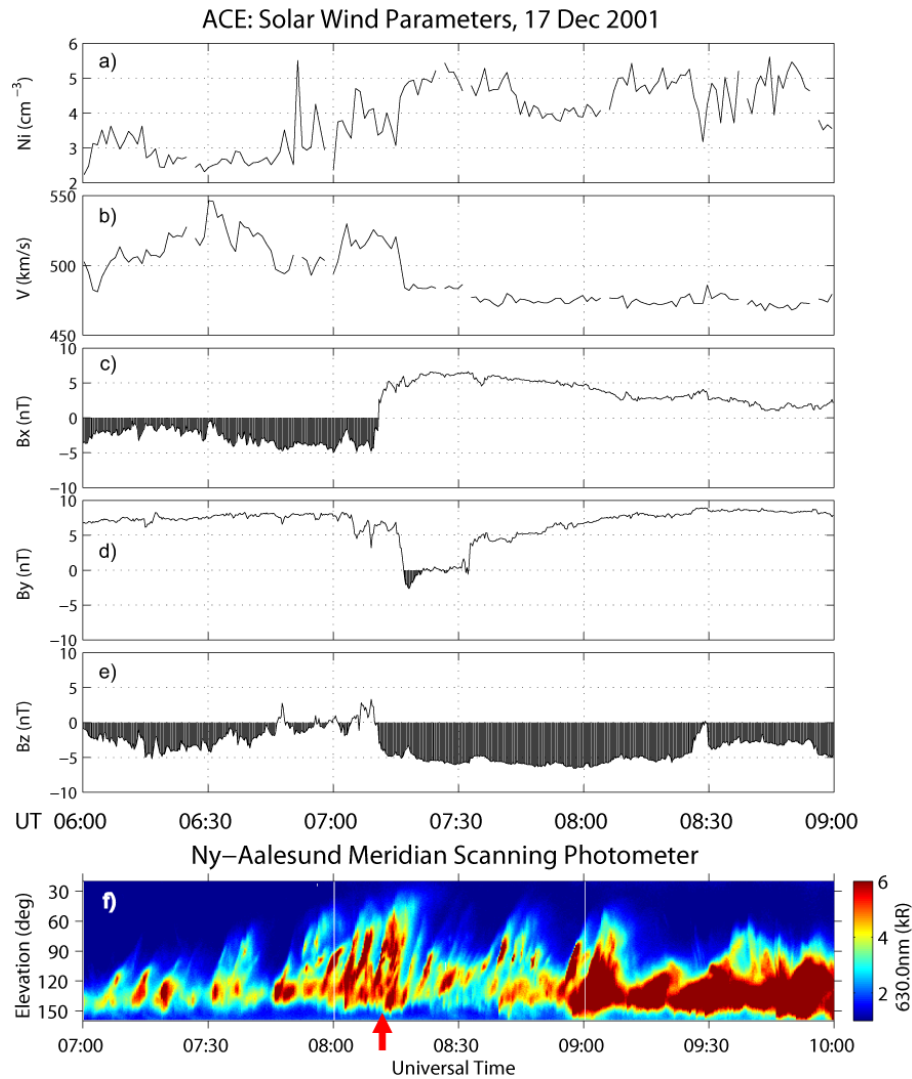 ACE: Solar Wind Parameters, 17 Dec 2001
a)
Ni (cm⁻³)
6
5
4
3
2
b)
V (km/s)
550
500
450
c)
Bx (nT)
10
5
0
−5
−10
d)
By (nT)
10
5
0
−5
−10
e)
Bz (nT)
10
5
0
−5
−10
UT 06:00 06:30 07:00 07:30 08:00 08:30 09:00
Ny−Aalesund Meridian Scanning Photometer
f)
Elevation (deg)
30
60
90
120
150
6
4
2
630.0nm (kR)
07:00 07:30 08:00 08:30 09:00 09:30 10:00
Universal Time